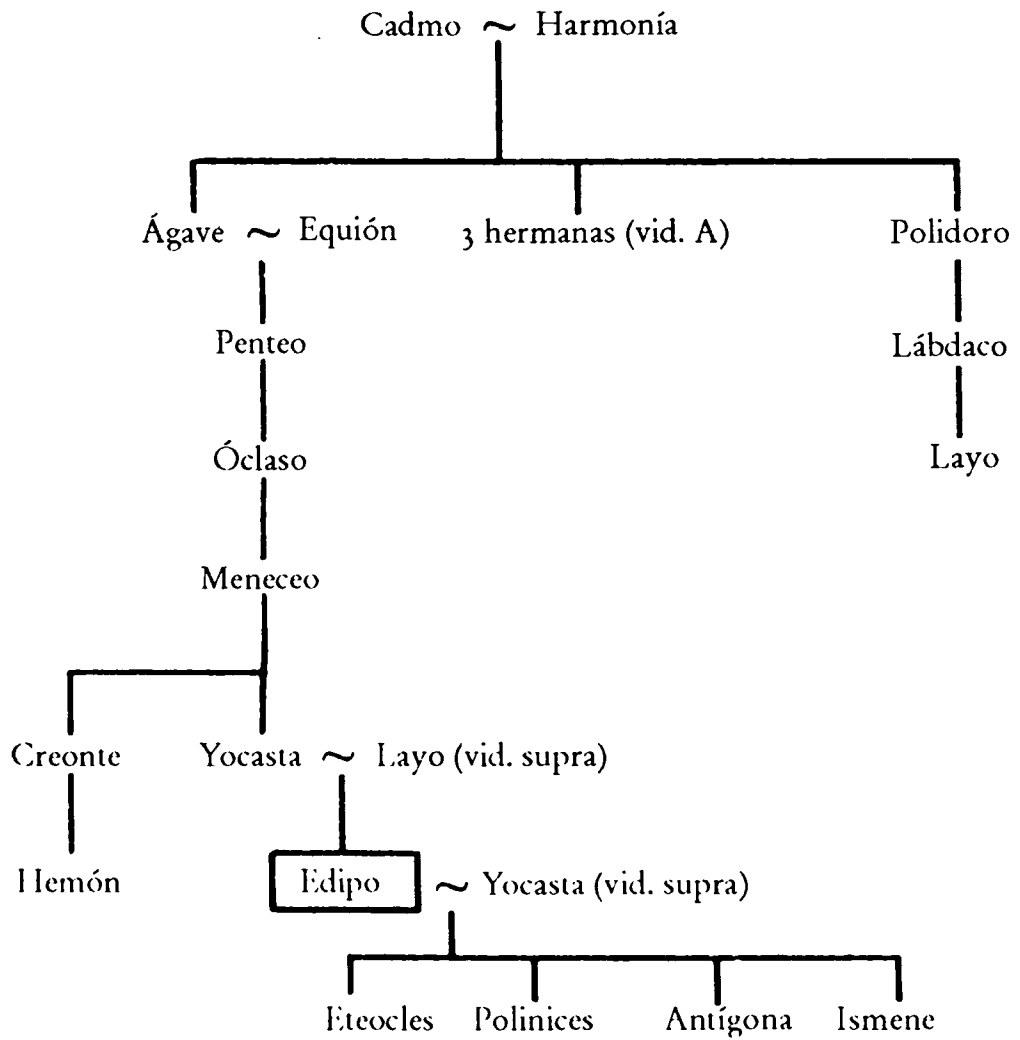 Cadmo ~ Harmonía
Ágave ~ Equión 3 hermanas (vid. A) Polidoro
Penteo Lábdaco
Óclaso Layo
Meneceo
Creonte Yocasta ~ Layo (vid. supra)
Hemón Edipo ~ Yocasta (vid. supra)
Eteocles Polinices Antígona Ismene